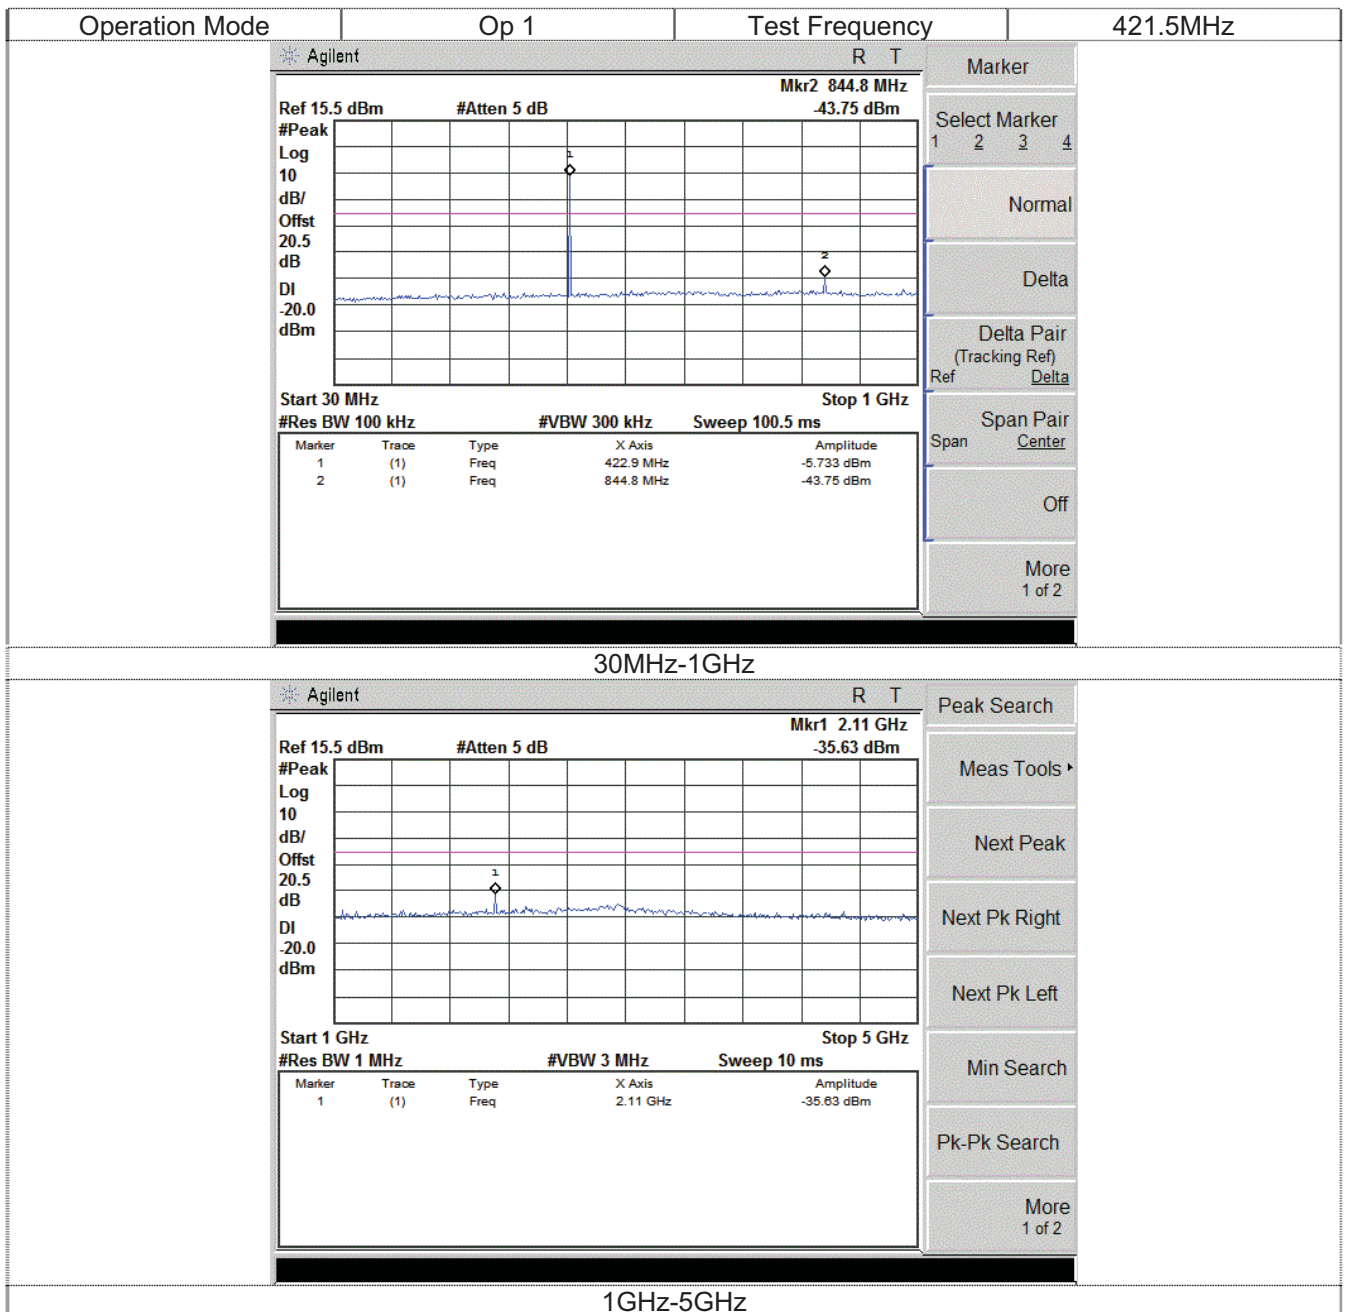 Operation Mode Op 1 Test Frequency 421.5MHz
Agilent R T
Mkr2 844.8 MHz
Ref 15.5 dBm #Atten 5 dB -43.75 dBm
#Peak
Log
10
dB/
Offst
20.5
dB
DI
-20.0
dBm
1
2
Start 30 MHz Stop 1 GHz
#Res BW 100 kHz #VBW 300 kHz Sweep 100.5 ms
Marker Trace Type X Axis Amplitude
1 (1) Freq 422.9 MHz -5.733 dBm
2 (1) Freq 844.8 MHz -43.75 dBm
Marker
Select Marker
1 2 3 4
Normal
Delta
Delta Pair
(Tracking Ref)
Ref Delta
Span Pair
Span Center
Off
More
1 of 2
30MHz-1GHz
Agilent R T
Mkr1 2.11 GHz
Ref 15.5 dBm #Atten 5 dB -35.63 dBm
#Peak
Log
10
dB/
Offst
20.5
dB
DI
-20.0
dBm
1
Start 1 GHz Stop 5 GHz
#Res BW 1 MHz #VBW 3 MHz Sweep 10 ms
Marker Trace Type X Axis Amplitude
1 (1) Freq 2.11 GHz -35.63 dBm
Peak Search
Meas Tools
Next Peak
Next Pk Right
Next Pk Left
Min Search
Pk-Pk Search
More
1 of 2
1GHz-5GHz